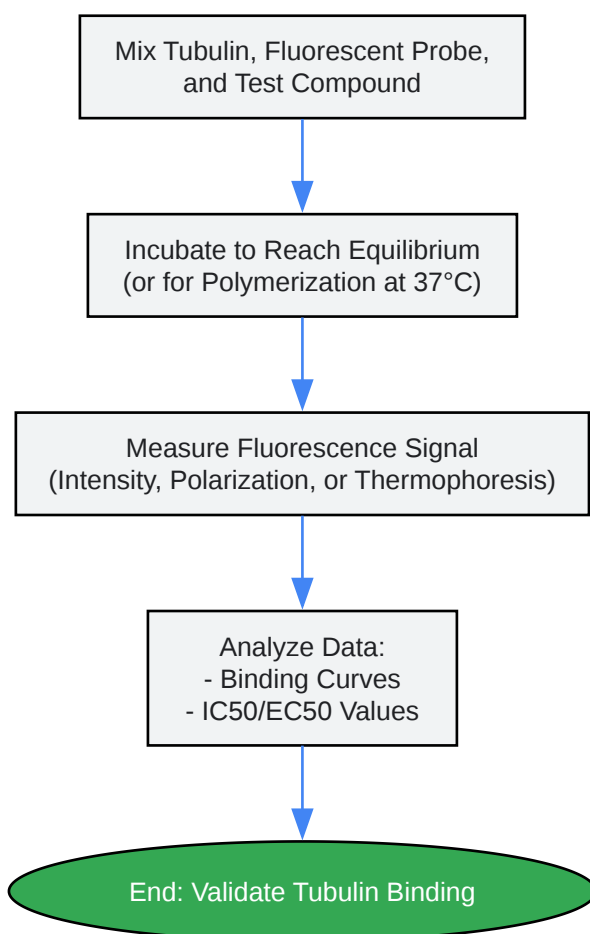 Mix Tubulin, Fluorescent Probe,
and Test Compound
Incubate to Reach Equilibrium
(or for Polymerization at 37°C)
Measure Fluorescence Signal
(Intensity, Polarization, or Thermophoresis)
Analyze Data:
- Binding Curves
- IC50/EC50 Values
End: Validate Tubulin Binding